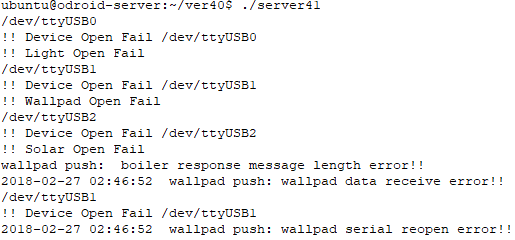 ubuntu@odroid-server:~/ver40$ ./server41
/dev/ttyUSB0
!! Device Open Fail /dev/ttyUSB0
!! Light Open Fail
/dev/ttyUSB1
!! Device Open Fail /dev/ttyUSB1
!! Wallpad Open Fail
/dev/ttyUSB2
!! Device Open Fail /dev/ttyUSB2
!! Solar Open Fail
wallpad push:  boiler response message length error!!
2018-02-27 02:46:52  wallpad push: wallpad data receive error!!
/dev/ttyUSB1
!! Device Open Fail /dev/ttyUSB1
2018-02-27 02:46:52  wallpad push: wallpad serial reopen error!!